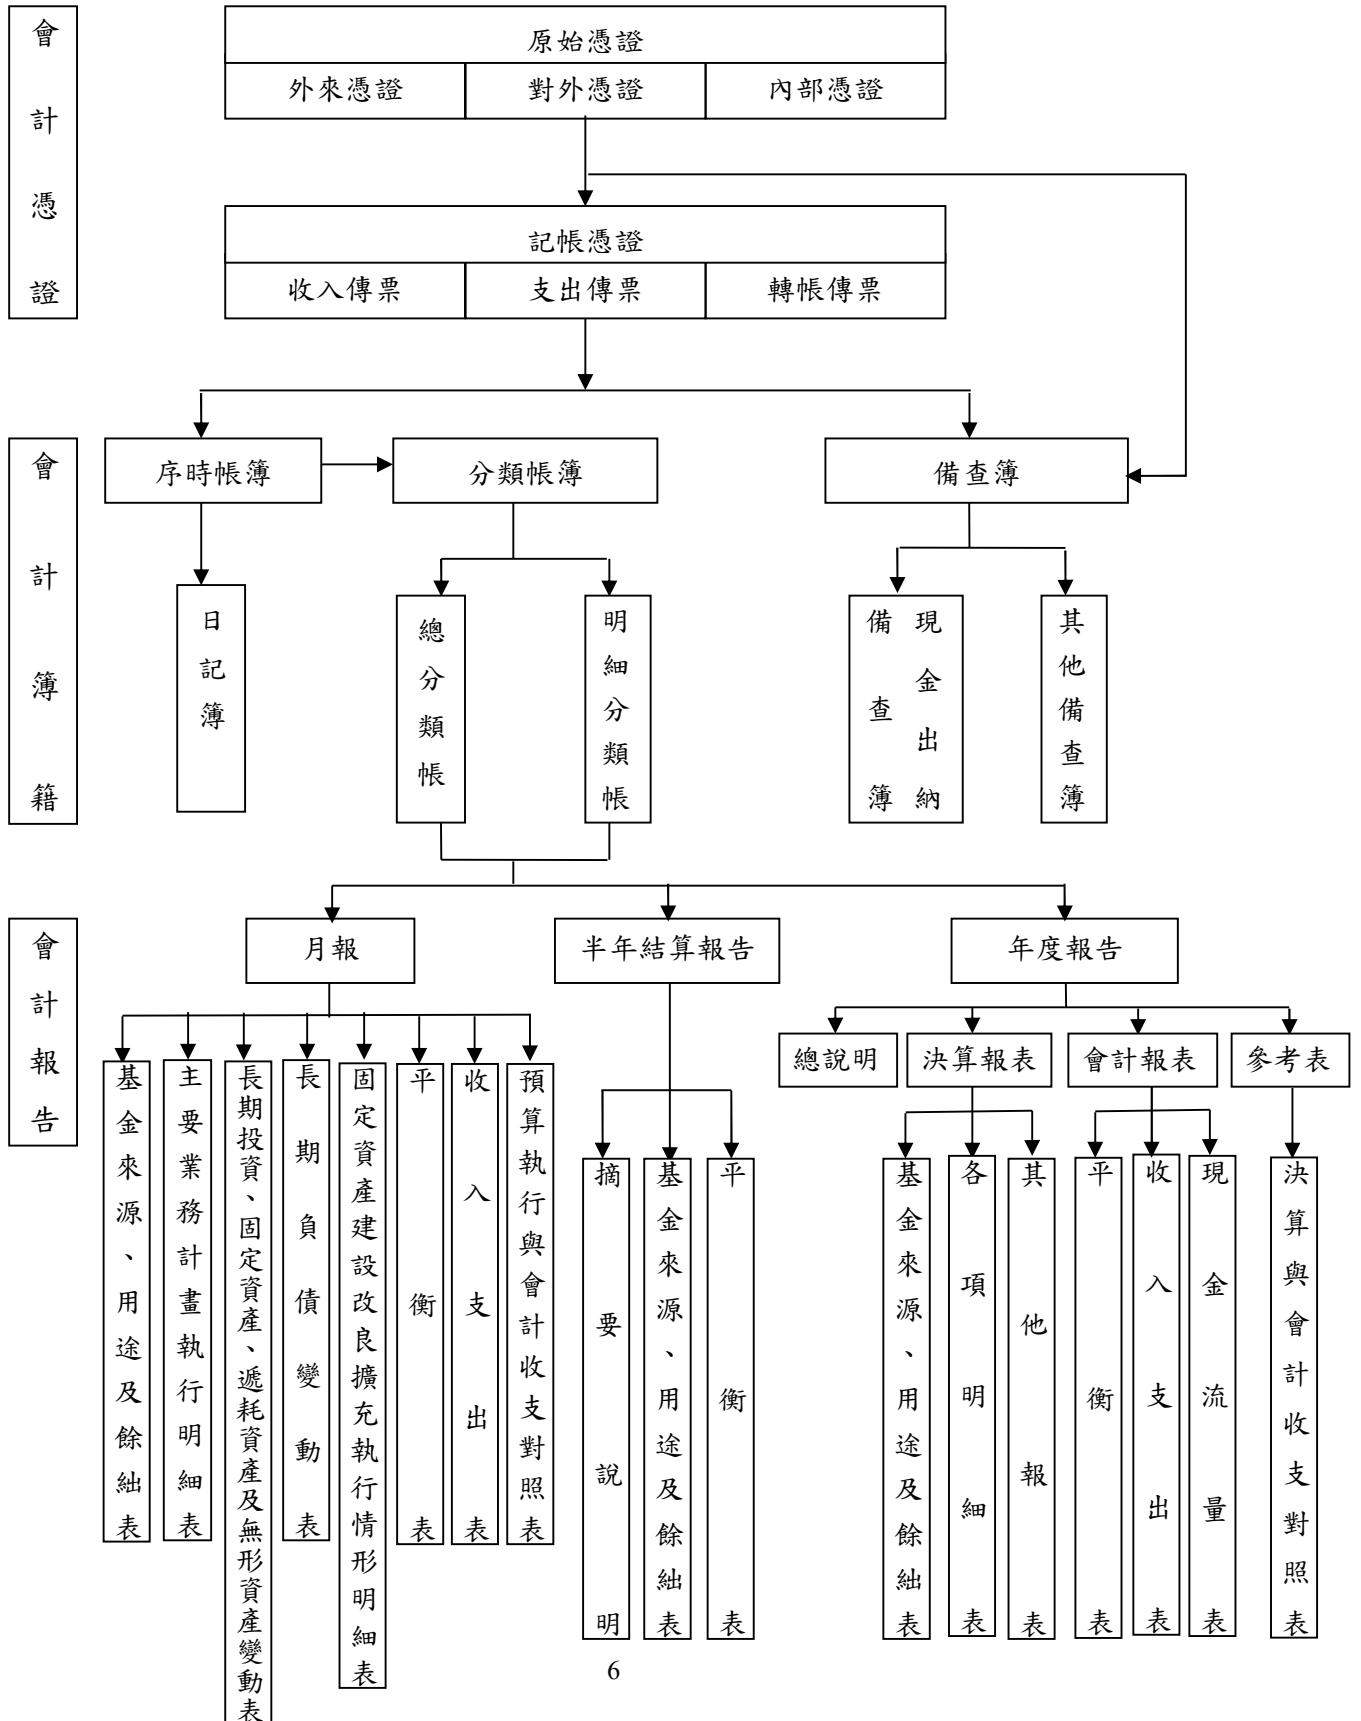 會計憑證
原始憑證
外來憑證
對外憑證
內部憑證
記帳憑證
收入傳票
支出傳票
轉帳傳票
會計簿籍
序時帳簿
分類帳簿
備查簿
日記簿
總分類帳
明細分類帳
現金出納
備查簿
其他備查簿
會計報告
月報
半年結算報告
年度報告
總說明
決算報表
會計報表
參考表
基金來源、用途及餘絀表
主要業務計畫執行明細表
長期投資、固定資產、遞耗資產及無形資產變動表
長期負債變動表
固定資產建設改良擴充執行情形明細表
平衡表
收入支出表
預算執行與會計收支對照表
摘要說明
基金來源、用途及餘絀表
平衡表
基金來源、用途及餘絀表
各項明細表
其他報表
平衡表
收入支出表
現金流量表
決算與會計收支對照表
6